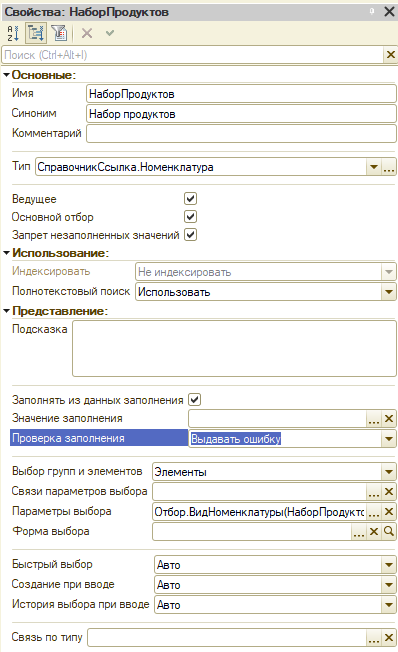 Свойства: НаборПродуктов
Поиск (Ctrl+Alt+I)
Основные:
Имя НаборПродуктов
Синоним Набор продуктов
Комментарий
Тип СправочникСсылка.Номенклатура
Ведущее
Основной отбор
Запрет незаполненных значений
Использование:
Индексировать Не индексировать
Полнотекстовый поиск Использовать
Представление:
Подсказка
Заполнять из данных заполнения
Значение заполнения
Проверка заполнения Выдавать ошибку
Выбор групп и элементов Элементы
Связи параметров выбора
Параметры выбора Отбор.ВидНоменклатуры(НаборПродукто
Форма выбора
Быстрый выбор Авто
Создание при вводе Авто
История выбора при вводе Авто
Связь по типу